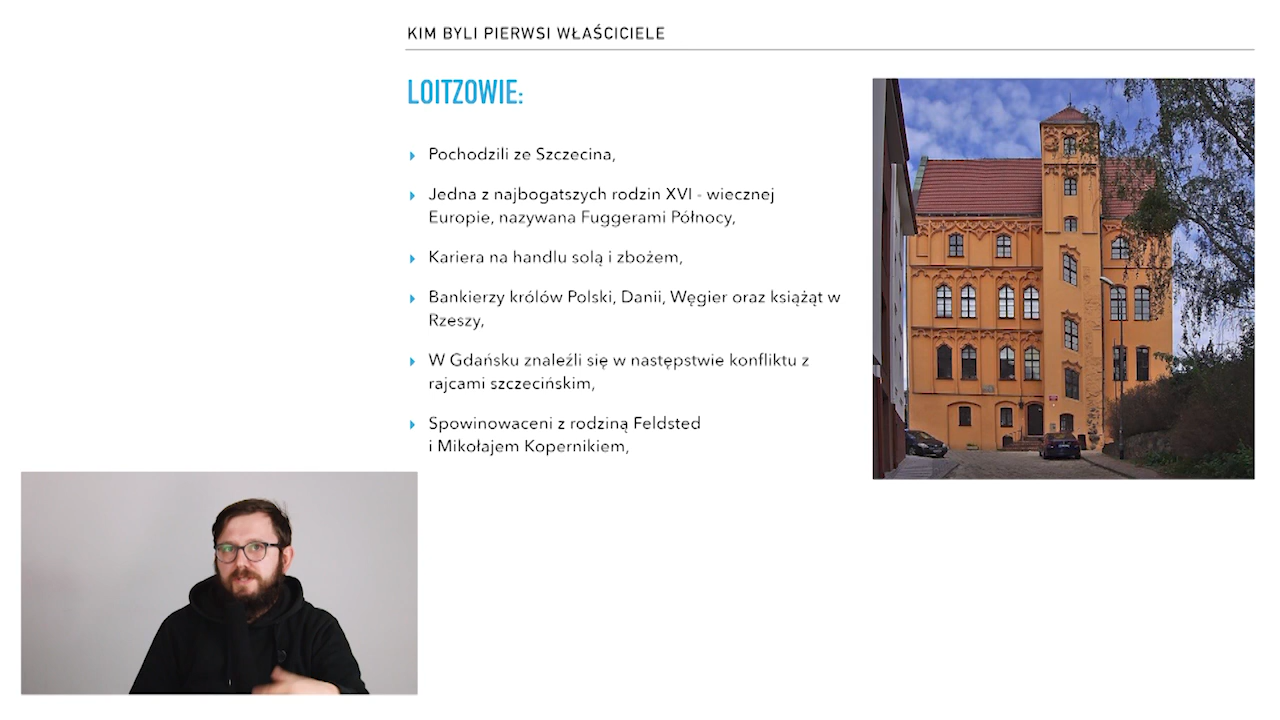 KIM BYLI PIERWSI WŁAŚCICIELE
LOITZOWIE:
Pochodzili ze Szczecina,
Jedna z najbogatszych rodzin XVI - wiecznej
Europie, nazywana Fuggerami Północy,
Kariera na handlu solą i zbożem,
Bankierzy królów Polski, Danii, Węgier oraz książąt w
Rzeszy,
W Gdańsku znaleźli się w następstwie konfliktu z
rajcami szczecińskim,
Spowinowaceni z rodziną Feldsted
i Mikołajem Kopernikiem,